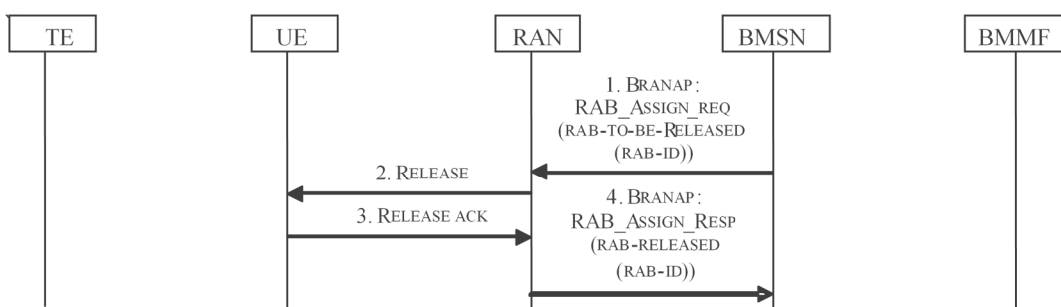 TE UE RAN BMSN BMMF
1. BRANAP:
RAB_ASSIGN_REQ
(RAB-TO-BE-RELEASED
(RAB-ID))
2. RELEASE
3. RELEASE ACK
4. BRANAP:
RAB_ASSIGN_RESP
(RAB-RELEASED
(RAB-ID))